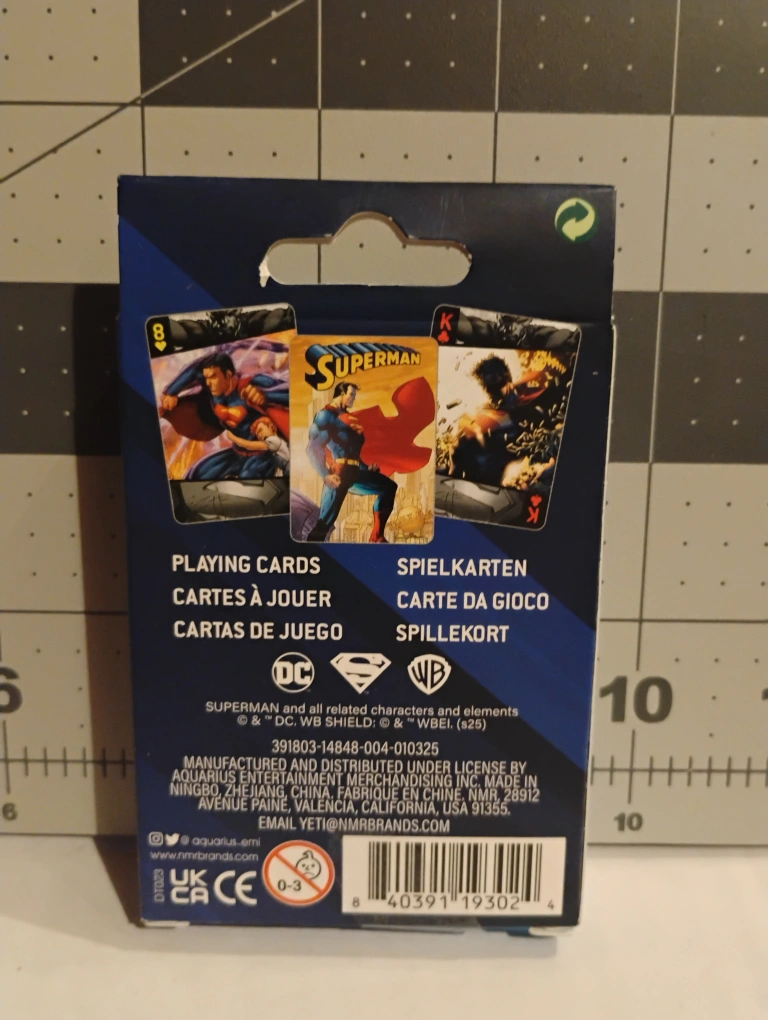 8
SUPERMAN
K
K
PLAYING CARDS
SPIELKARTEN
CARTES À JOUER
CARTE DA GIOCO
CARTAS DE JUEGO
SPILLEKORT
DC
S
WB
SUPERMAN and all related characters and elements
© & ™ DC. WB SHIELD: © & ™ WBEI. (s25)
391803-14848-004-010325
MANUFACTURED AND DISTRIBUTED UNDER LICENSE BY
AQUARIUS ENTERTAINMENT MERCHANDISING INC. MADE IN
NINGBO, ZHEJIANG, CHINA. FABRIQUE EN CHINE. NMR, 28912
AVENUE PAINE, VALENCIA, CALIFORNIA, USA 91355.
EMAIL YETI@NMRBRANDS.COM
@ aquarius_emi
www.nmrbrands.com
DT023
UK
CA
CE
0-3
8 40391 19302 4
6
10
6
10